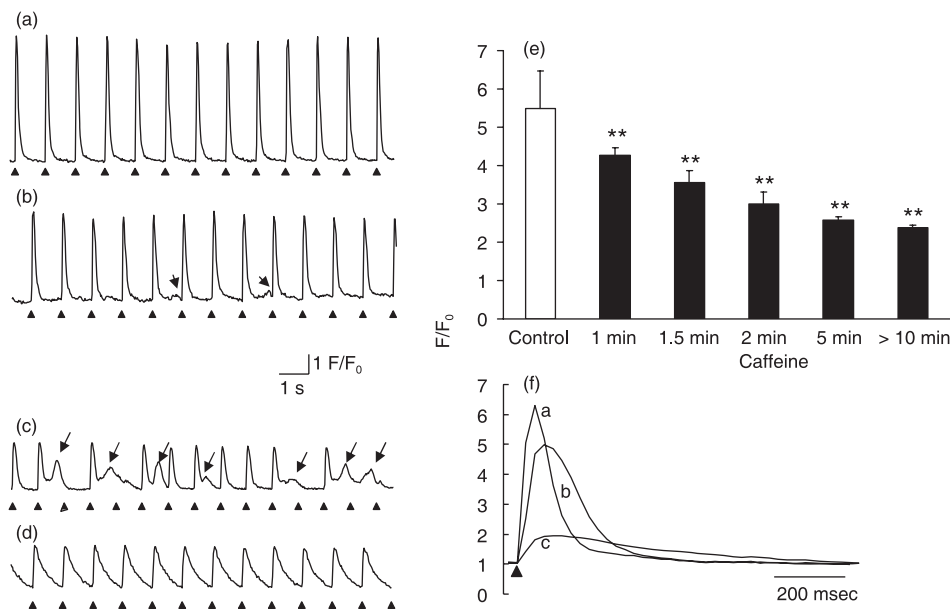 (a)
(b)
1 F/F0
1 s
(c)
(d)
(e)
7
6
5
4
3
2
1
0
F/F0
**
**
**
**
**
Control 1 min 1.5 min 2 min 5 min > 10 min
Caffeine
(f)
7
6
5
4
3
2
1
0
a
b
c
200 msec